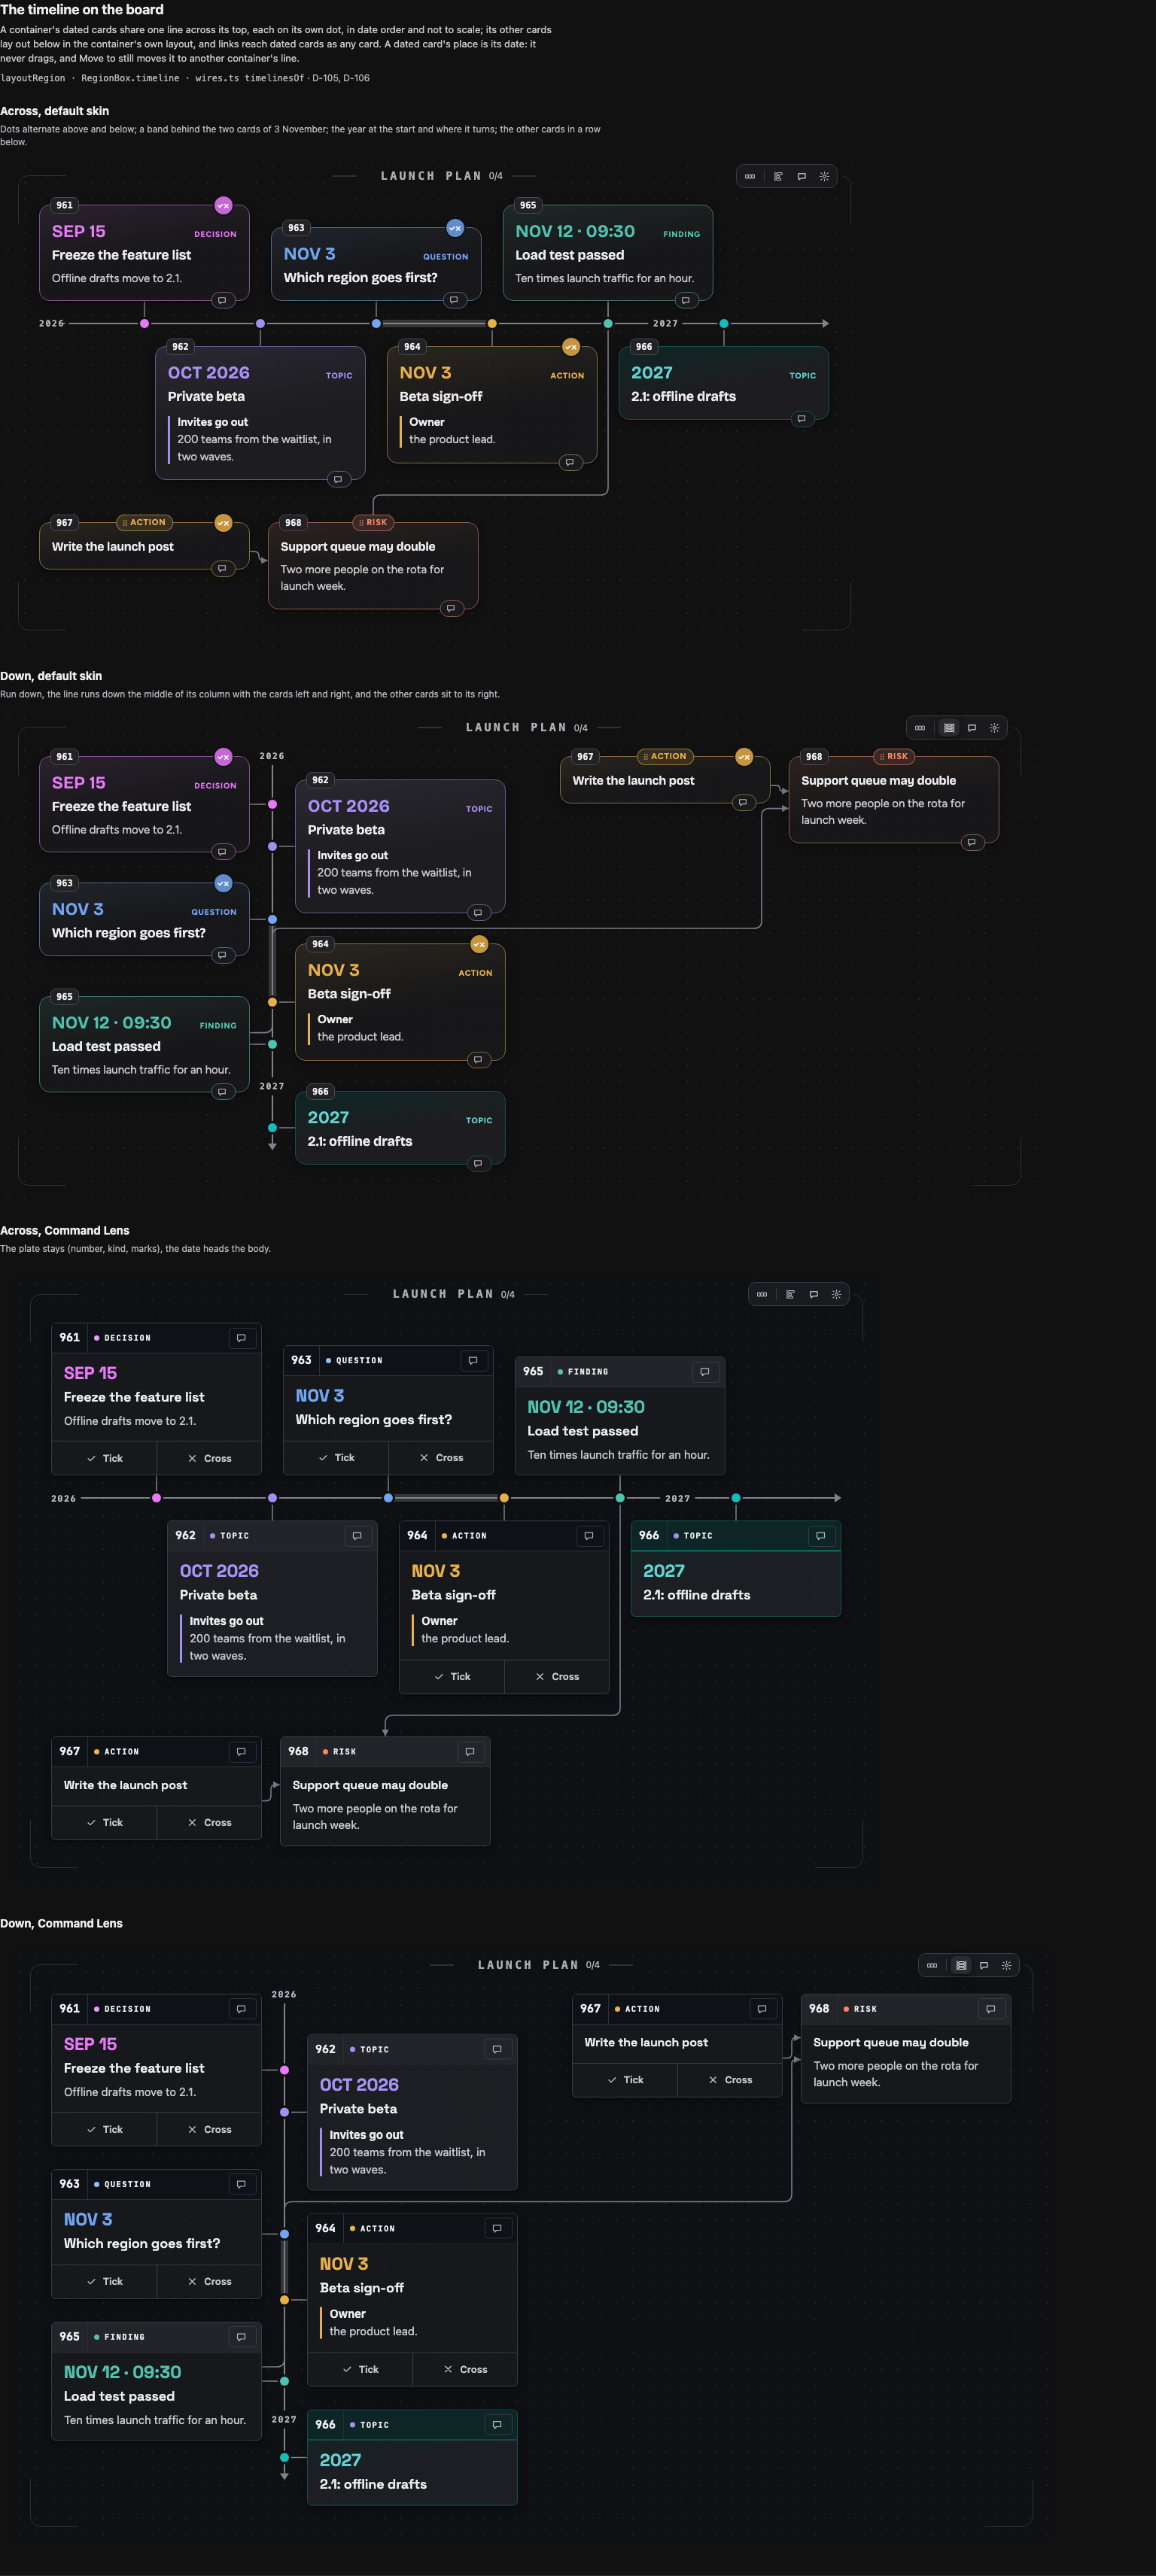 The timeline on the board
A container's dated cards share one line across its top, each on its own dot, in date order and not to scale; its other cards
lay out below in the container's own layout, and links reach dated cards as any card. A dated card's place is its date: it
never drags, and Move to still moves it to another container's line.
layoutRegion · RegionBox.timeline · wires.ts timelinesOf · D-105, D-106
Across, default skin
Dots alternate above and below; a band behind the two cards of 3 November; the year at the start and where it turns; the other cards in a row
below.
LAUNCH PLAN 0/4
961
SEP 15 DECISION
Freeze the feature list
Offline drafts move to 2.1.
963
NOV 3 QUESTION
Which region goes first?
965
NOV 12 · 09:30 FINDING
Load test passed
Ten times launch traffic for an hour.
2026
2027
962
OCT 2026 TOPIC
Private beta
Invites go out
200 teams from the waitlist, in
two waves.
964
NOV 3 ACTION
Beta sign-off
Owner
the product lead.
966
2027 TOPIC
2.1: offline drafts
967 ACTION
Write the launch post
968 RISK
Support queue may double
Two more people on the rota for
launch week.
Down, default skin
Run down, the line runs down the middle of its column with the cards left and right, and the other cards sit to its right.
LAUNCH PLAN 0/4
961
SEP 15 DECISION
Freeze the feature list
Offline drafts move to 2.1.
2026
962
OCT 2026 TOPIC
Private beta
Invites go out
200 teams from the waitlist, in
two waves.
967 ACTION
Write the launch post
968 RISK
Support queue may double
Two more people on the rota for
launch week.
963
NOV 3 QUESTION
Which region goes first?
964
NOV 3 ACTION
Beta sign-off
Owner
the product lead.
965
NOV 12 · 09:30 FINDING
Load test passed
Ten times launch traffic for an hour.
2027
966
2027 TOPIC
2.1: offline drafts
Across, Command Lens
The plate stays (number, kind, marks), the date heads the body.
LAUNCH PLAN 0/4
961 DECISION
SEP 15
Freeze the feature list
Offline drafts move to 2.1.
Tick Cross
963 QUESTION
NOV 3
Which region goes first?
Tick Cross
965 FINDING
NOV 12 · 09:30
Load test passed
Ten times launch traffic for an hour.
2026
2027
962 TOPIC
OCT 2026
Private beta
Invites go out
200 teams from the waitlist, in
two waves.
964 ACTION
NOV 3
Beta sign-off
Owner
the product lead.
Tick Cross
966 TOPIC
2027
2.1: offline drafts
967 ACTION
Write the launch post
Tick Cross
968 RISK
Support queue may double
Two more people on the rota for
launch week.
Down, Command Lens
LAUNCH PLAN 0/4
961 DECISION
SEP 15
Freeze the feature list
Offline drafts move to 2.1.
Tick Cross
2026
962 TOPIC
OCT 2026
Private beta
Invites go out
200 teams from the waitlist, in
two waves.
967 ACTION
Write the launch post
Tick Cross
968 RISK
Support queue may double
Two more people on the rota for
launch week.
963 QUESTION
NOV 3
Which region goes first?
Tick Cross
964 ACTION
NOV 3
Beta sign-off
Owner
the product lead.
Tick Cross
965 FINDING
NOV 12 · 09:30
Load test passed
Ten times launch traffic for an hour.
2027
966 TOPIC
2027
2.1: offline drafts